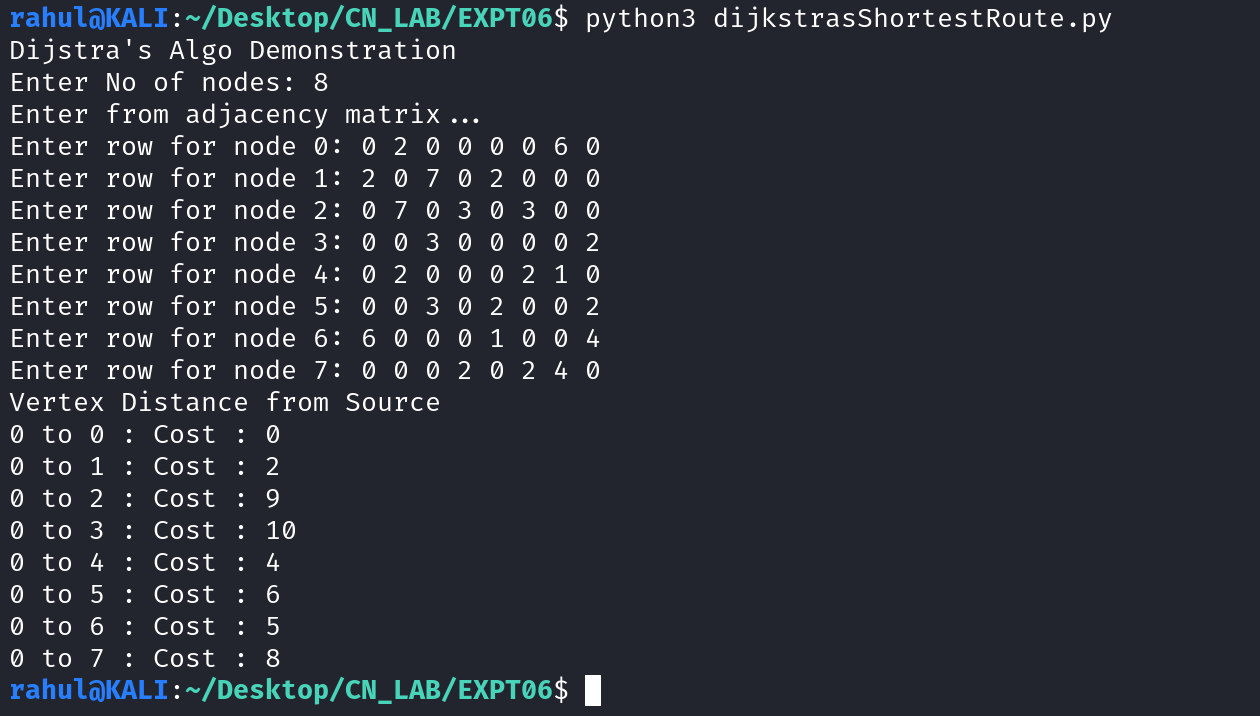 rahul@KALI:~/Desktop/CN_LAB/EXPT06$ python3 dijkstrasShortestRoute.py
Dijstra's Algo Demonstration
Enter No of nodes: 8
Enter from adjacency matrix...
Enter row for node 0: 0 2 0 0 0 0 6 0
Enter row for node 1: 2 0 7 0 2 0 0 0
Enter row for node 2: 0 7 0 3 0 3 0 0
Enter row for node 3: 0 0 3 0 0 0 0 2
Enter row for node 4: 0 2 0 0 0 2 1 0
Enter row for node 5: 0 0 3 0 2 0 0 2
Enter row for node 6: 6 0 0 0 1 0 0 4
Enter row for node 7: 0 0 0 2 0 2 4 0
Vertex Distance from Source
0 to 0 : Cost : 0
0 to 1 : Cost : 2
0 to 2 : Cost : 9
0 to 3 : Cost : 10
0 to 4 : Cost : 4
0 to 5 : Cost : 6
0 to 6 : Cost : 5
0 to 7 : Cost : 8
rahul@KALI:~/Desktop/CN_LAB/EXPT06$